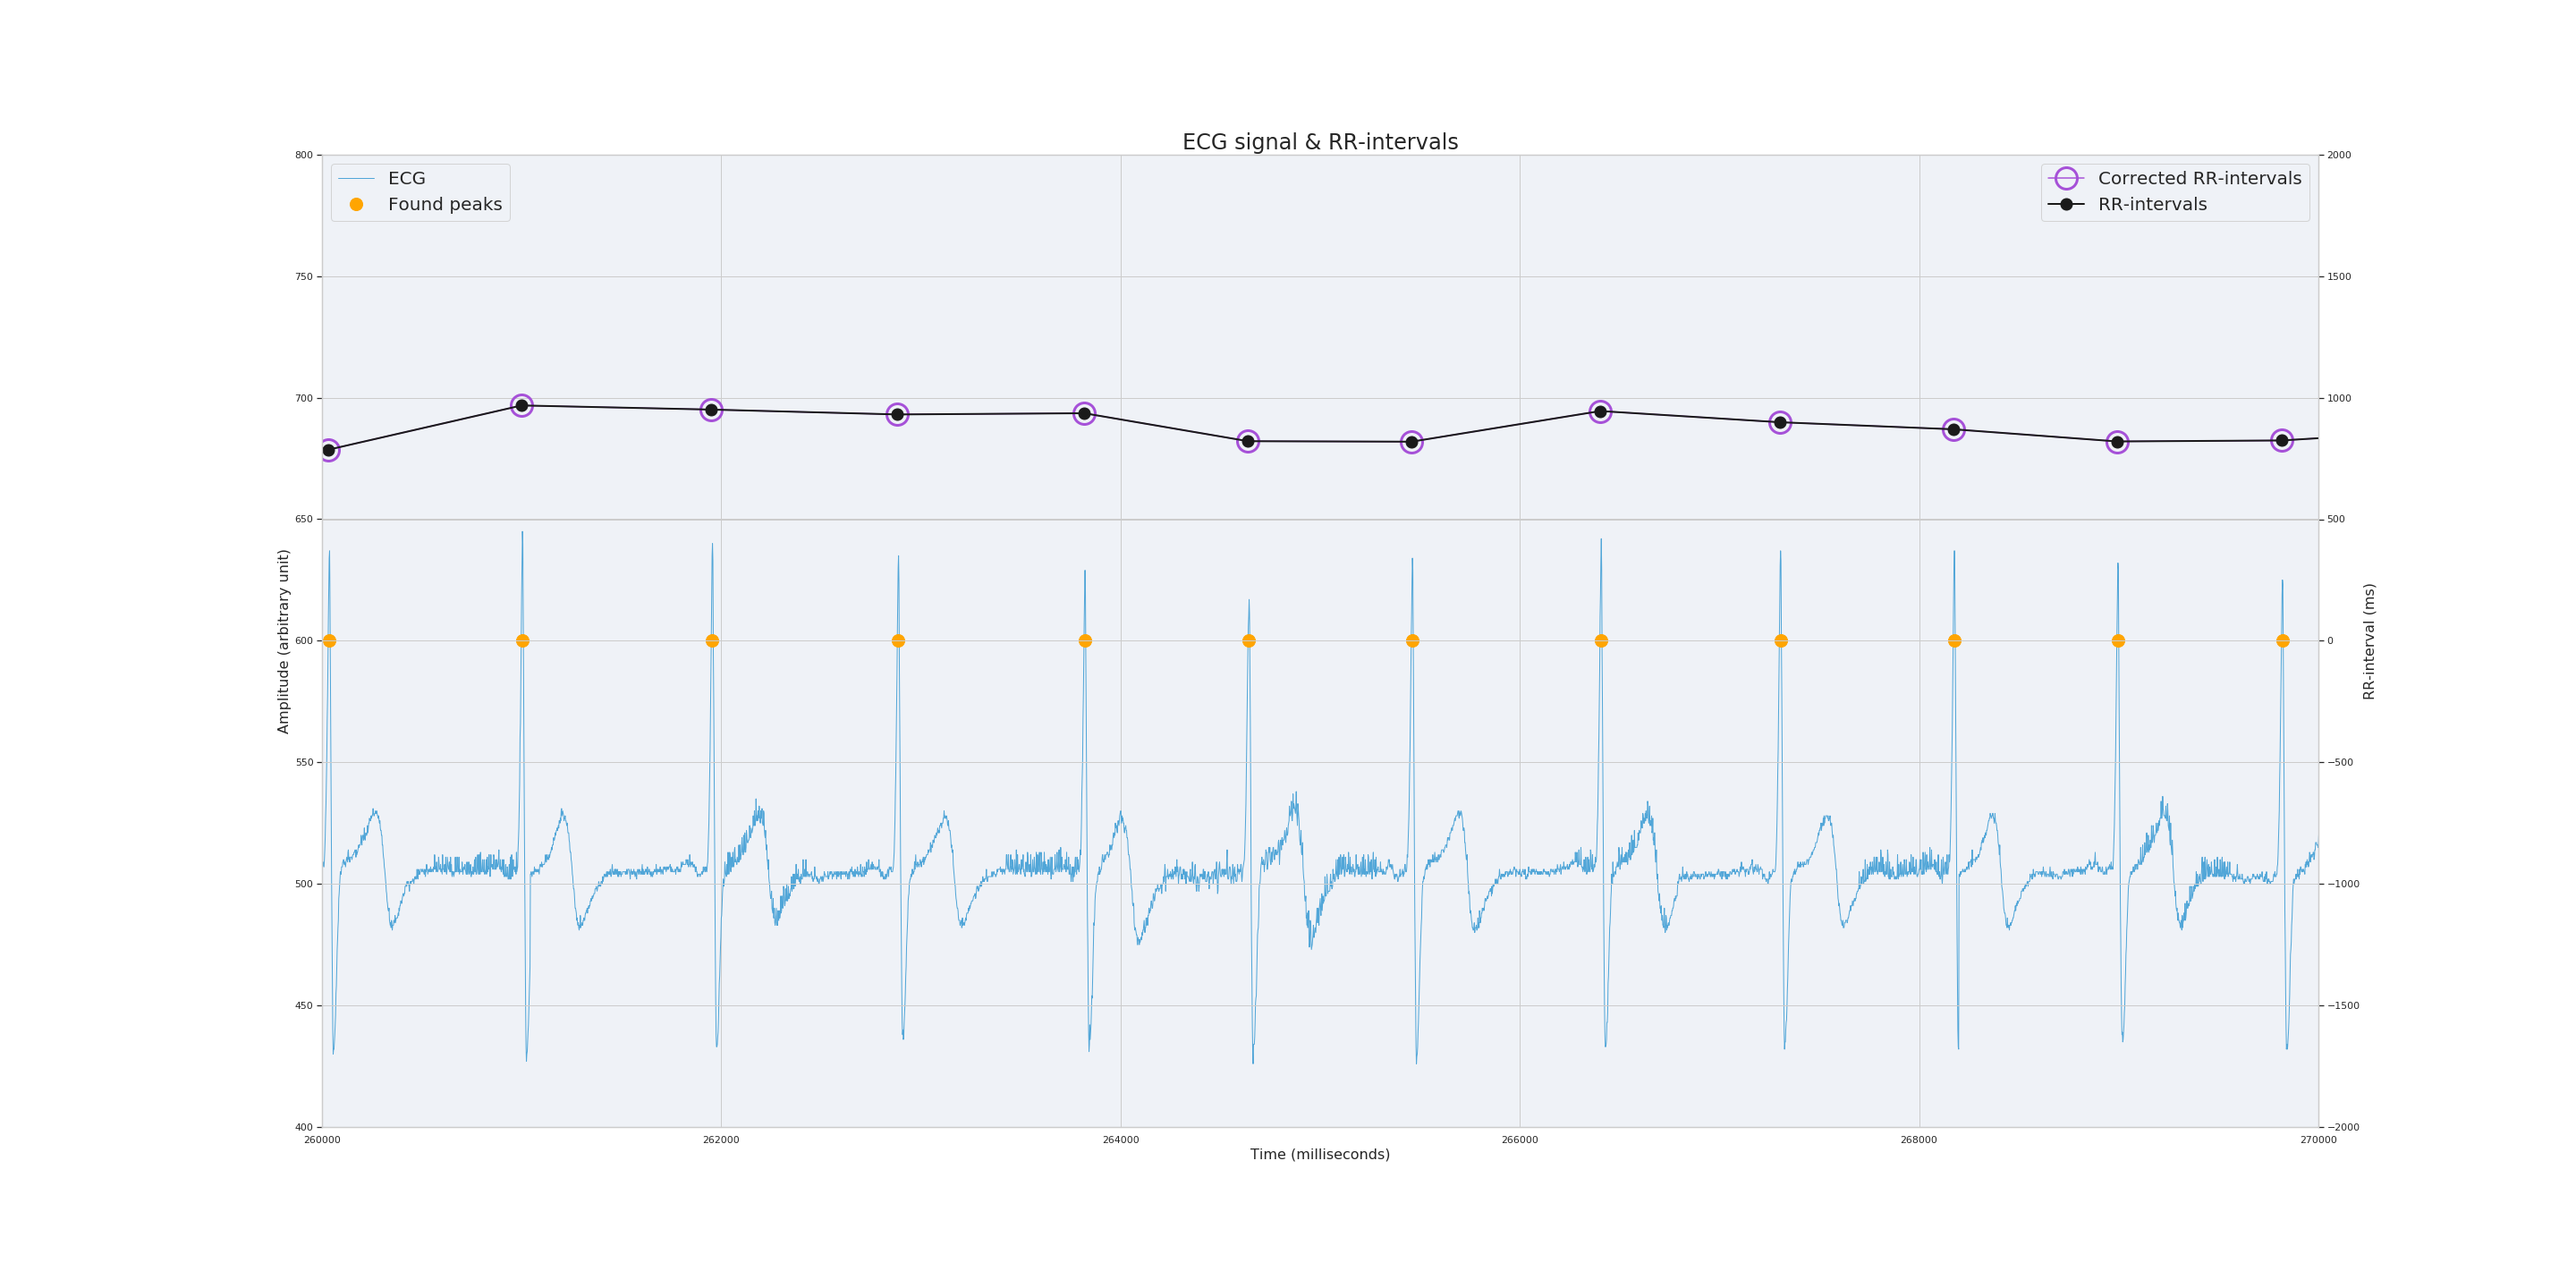 ECG signal & RR-intervals
ECG
Found peaks
Corrected RR-intervals
RR-intervals
800
750
700
650
600
550
500
450
400
Amplitude (arbitrary unit)
2000
1500
1000
500
0
−500
−1000
−1500
−2000
RR-interval (ms)
260000 262000 264000 266000 268000 270000
Time (milliseconds)